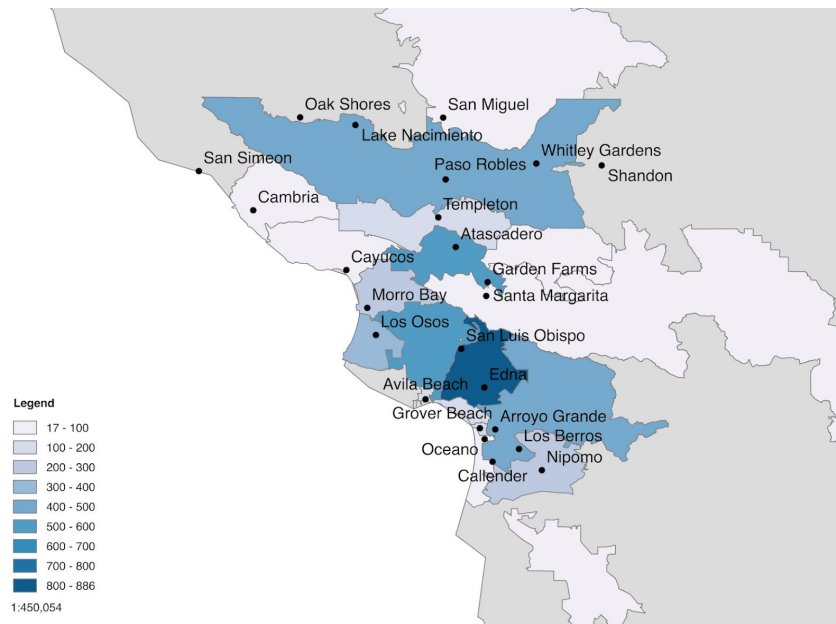 Oak Shores
San Miguel
Lake Nacimiento
Whitley Gardens
San Simeon
Paso Robles
Shandon
Cambria
Templeton
Atascadero
Cayucos
Garden Farms
Morro Bay
Santa Margarita
Los Osos
San Luis Obispo
Edna
Avila Beach
Grover Beach
Arroyo Grande
Los Berros
Oceano
Nipomo
Callender
Legend
17 - 100
100 - 200
200 - 300
300 - 400
400 - 500
500 - 600
600 - 700
700 - 800
800 - 886
1:450,054